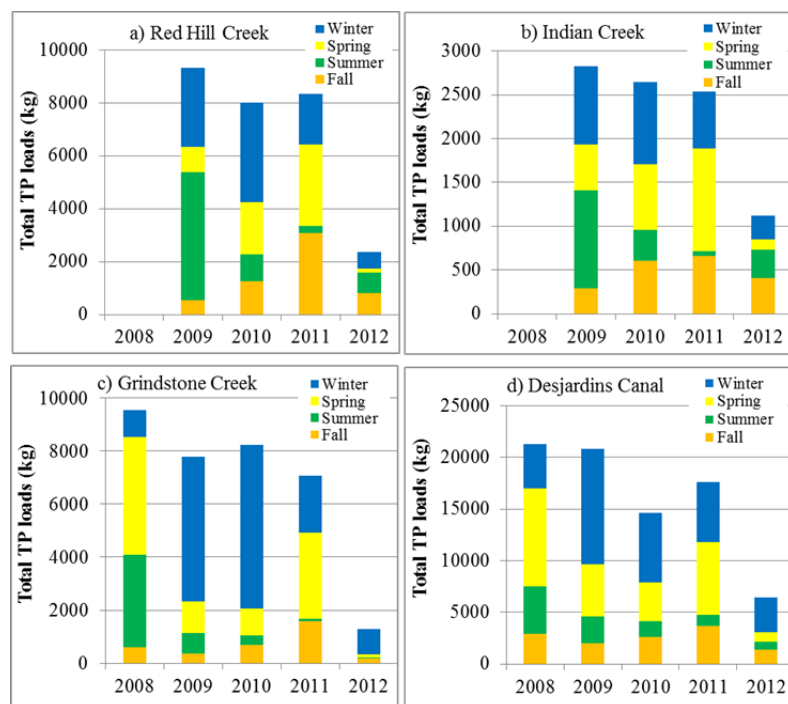 a) Red Hill Creek
Winter
Spring
Summer
Fall
Total TP loads (kg)
10000
8000
6000
4000
2000
0
2008 2009 2010 2011 2012
b) Indian Creek
Winter
Spring
Summer
Fall
Total TP loads (kg)
3000
2500
2000
1500
1000
500
0
2008 2009 2010 2011 2012
c) Grindstone Creek
Winter
Spring
Summer
Fall
Total TP loads (kg)
10000
8000
6000
4000
2000
0
2008 2009 2010 2011 2012
d) Desjardins Canal
Winter
Spring
Summer
Fall
Total TP loads (kg)
25000
20000
15000
10000
5000
0
2008 2009 2010 2011 2012